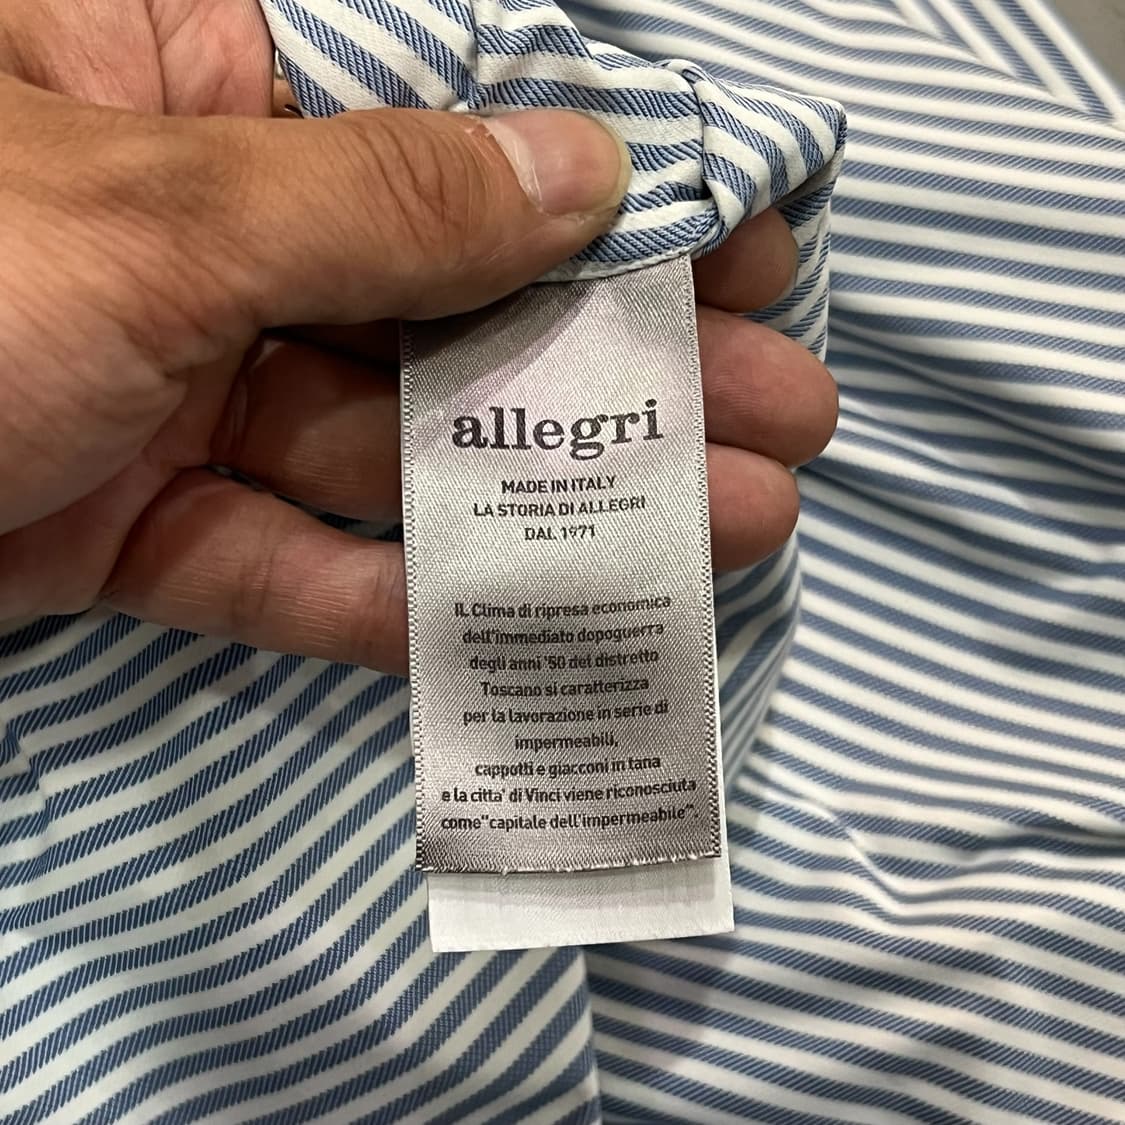 allegri
MADE IN ITALY
LA STORIA DI ALLEGRI
DAL 1971
IL Clima di ripresa economica
dell'immediato dopoguerra
degli anni '50 del distretto
Toscano si caratterizza
per la lavorazione in serie di
impermeabili,
cappotti e giacconi in tana
e la citta' di Vinci viene riconosciuta
come"capitale dell'impermeabile".